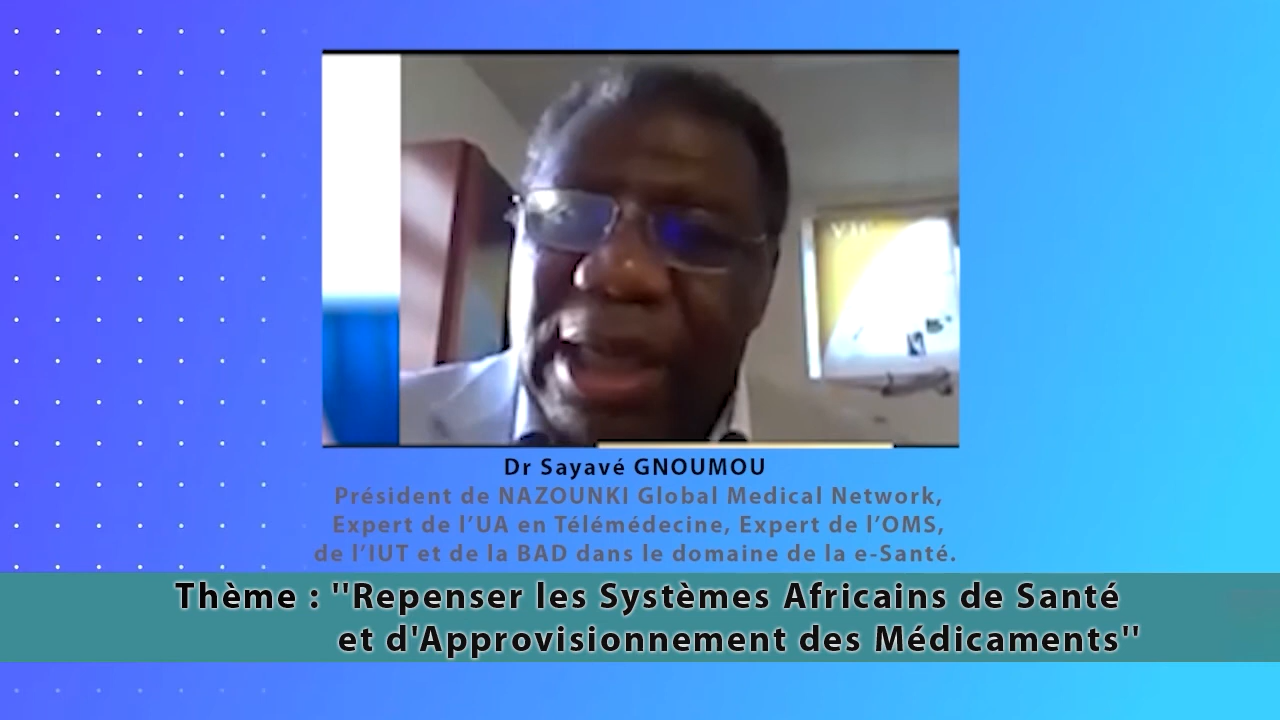 VIE
Dr Sayavé GNOUMOU
Président de NAZOUNKI Global Medical Network,
Expert de l’UA en Télémédecine, Expert de l’OMS,
de l’IUT et de la BAD dans le domaine de la e-Santé.
Thème : ''Repenser les Systèmes Africains de Santé
et d'Approvisionnement des Médicaments''